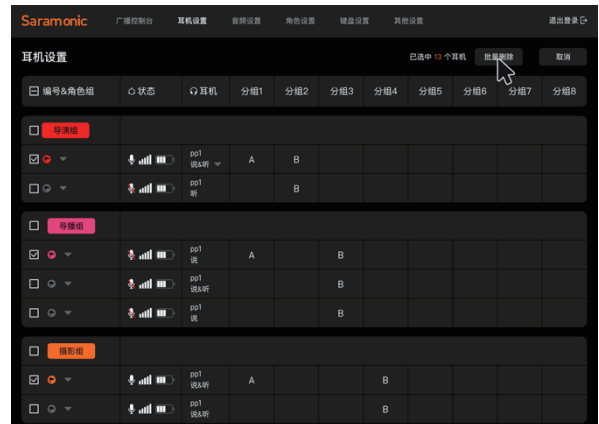 Saramonic 广播控制台 耳机设置 音频设置 角色设置 键盘设置 其他设置 退出登录
耳机设置 已选中 13 个耳机 批量删除 取消
编号&角色组 状态 耳机 分组1 分组2 分组3 分组4 分组5 分组6 分组7 分组8
导演组
pp1
说&听 A B
pp1
听 B
导播组
pp1
说 A B
pp1
说&听 B
pp1
说 B
摄影组
pp1
说&听 A B
pp1
说&听 B